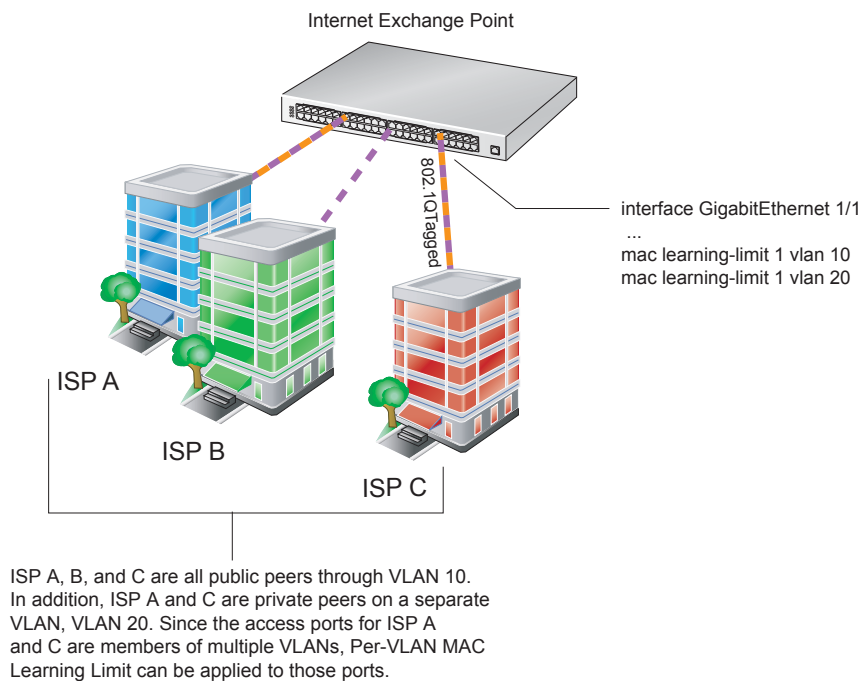 Internet Exchange Point
802.1QTagged
interface GigabitEthernet 1/1
...
mac learning-limit 1 vlan 10
mac learning-limit 1 vlan 20
ISP A
ISP B
ISP C
ISP A, B, and C are all public peers through VLAN 10.
In addition, ISP A and C are private peers on a separate
VLAN, VLAN 20. Since the access ports for ISP A
and C are members of multiple VLANs, Per-VLAN MAC
Learning Limit can be applied to those ports.